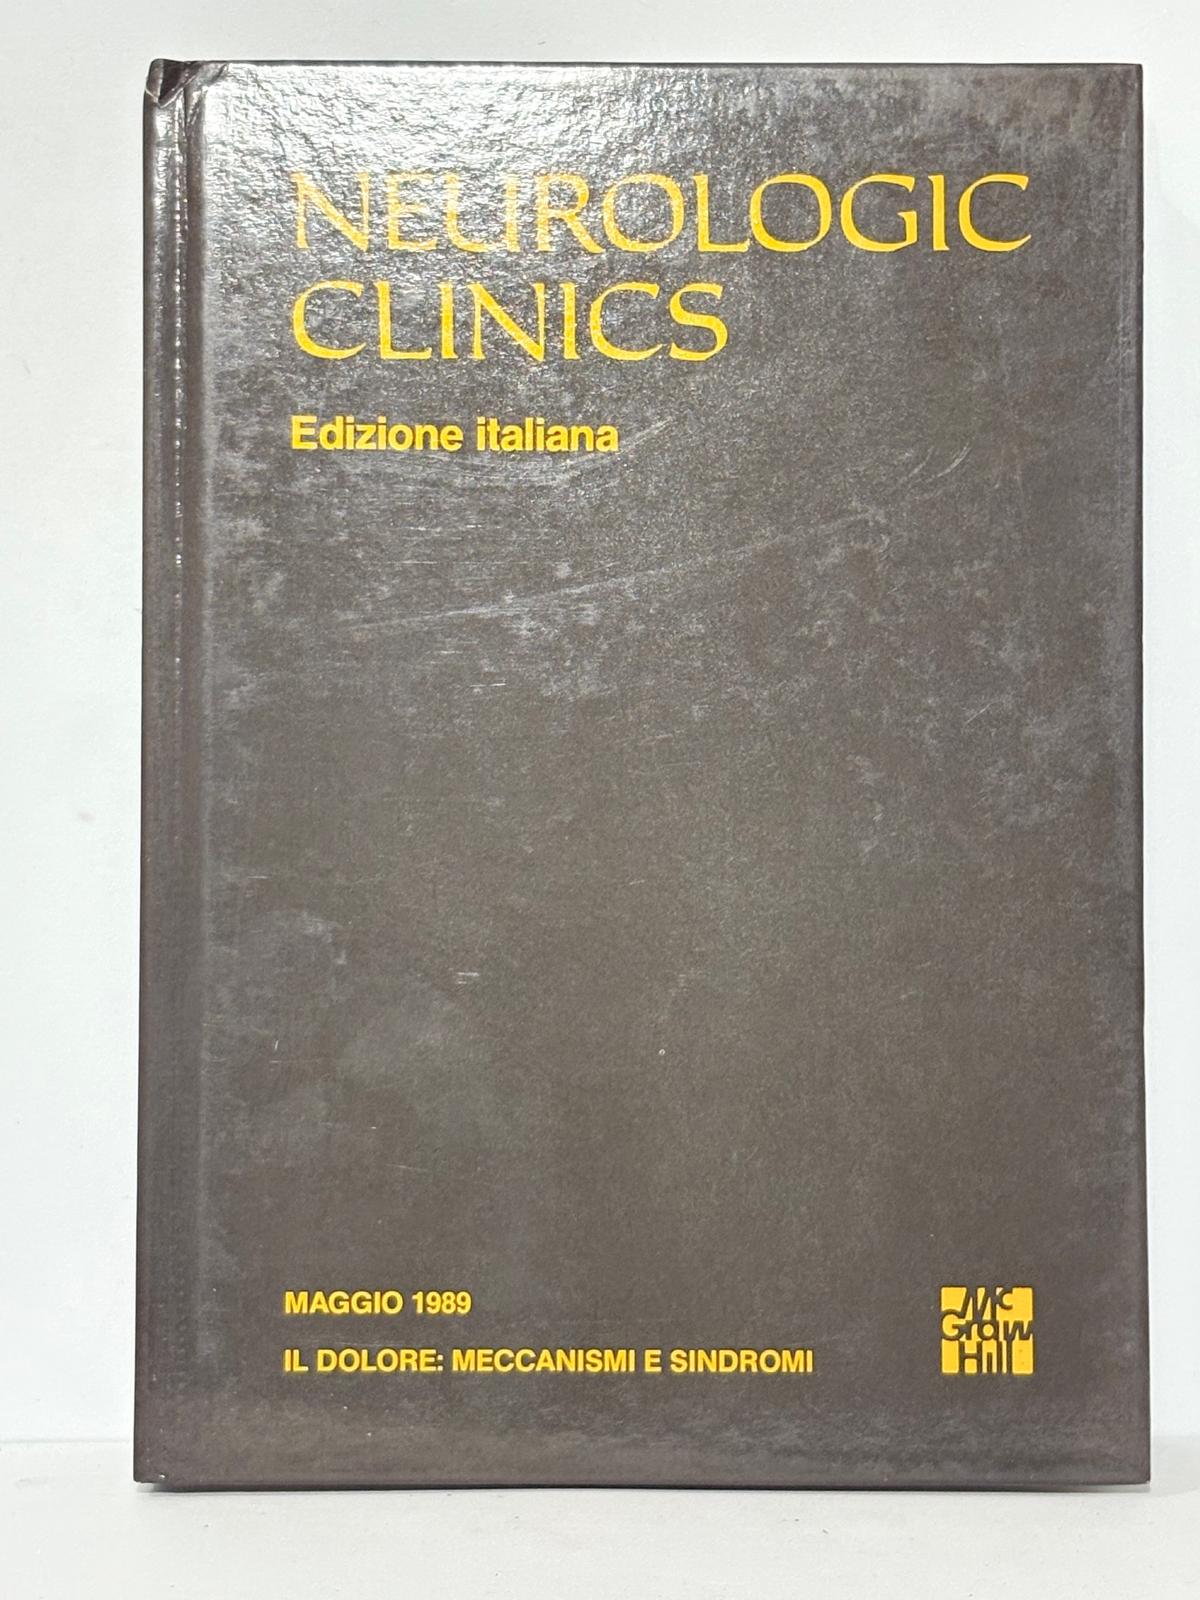 NEUROLOGIC
CLINICS
Edizione italiana
MAGGIO 1989
IL DOLORE: MECCANISMI E SINDROMI
Mc
Graw
Hill